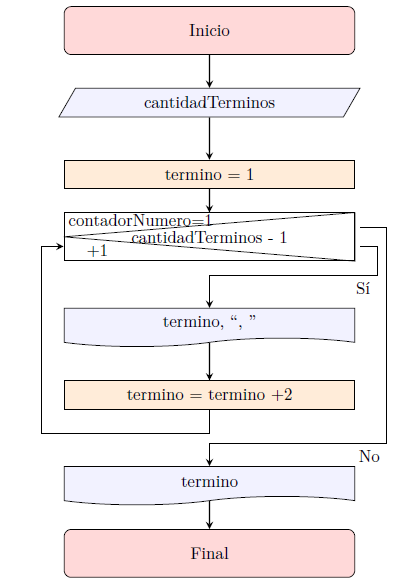 Inicio
cantidadTerminos
termino = 1
contadorNumero=1
cantidadTerminos - 1
+1
Sí
termino, “, ”
termino = termino +2
No
termino
Final